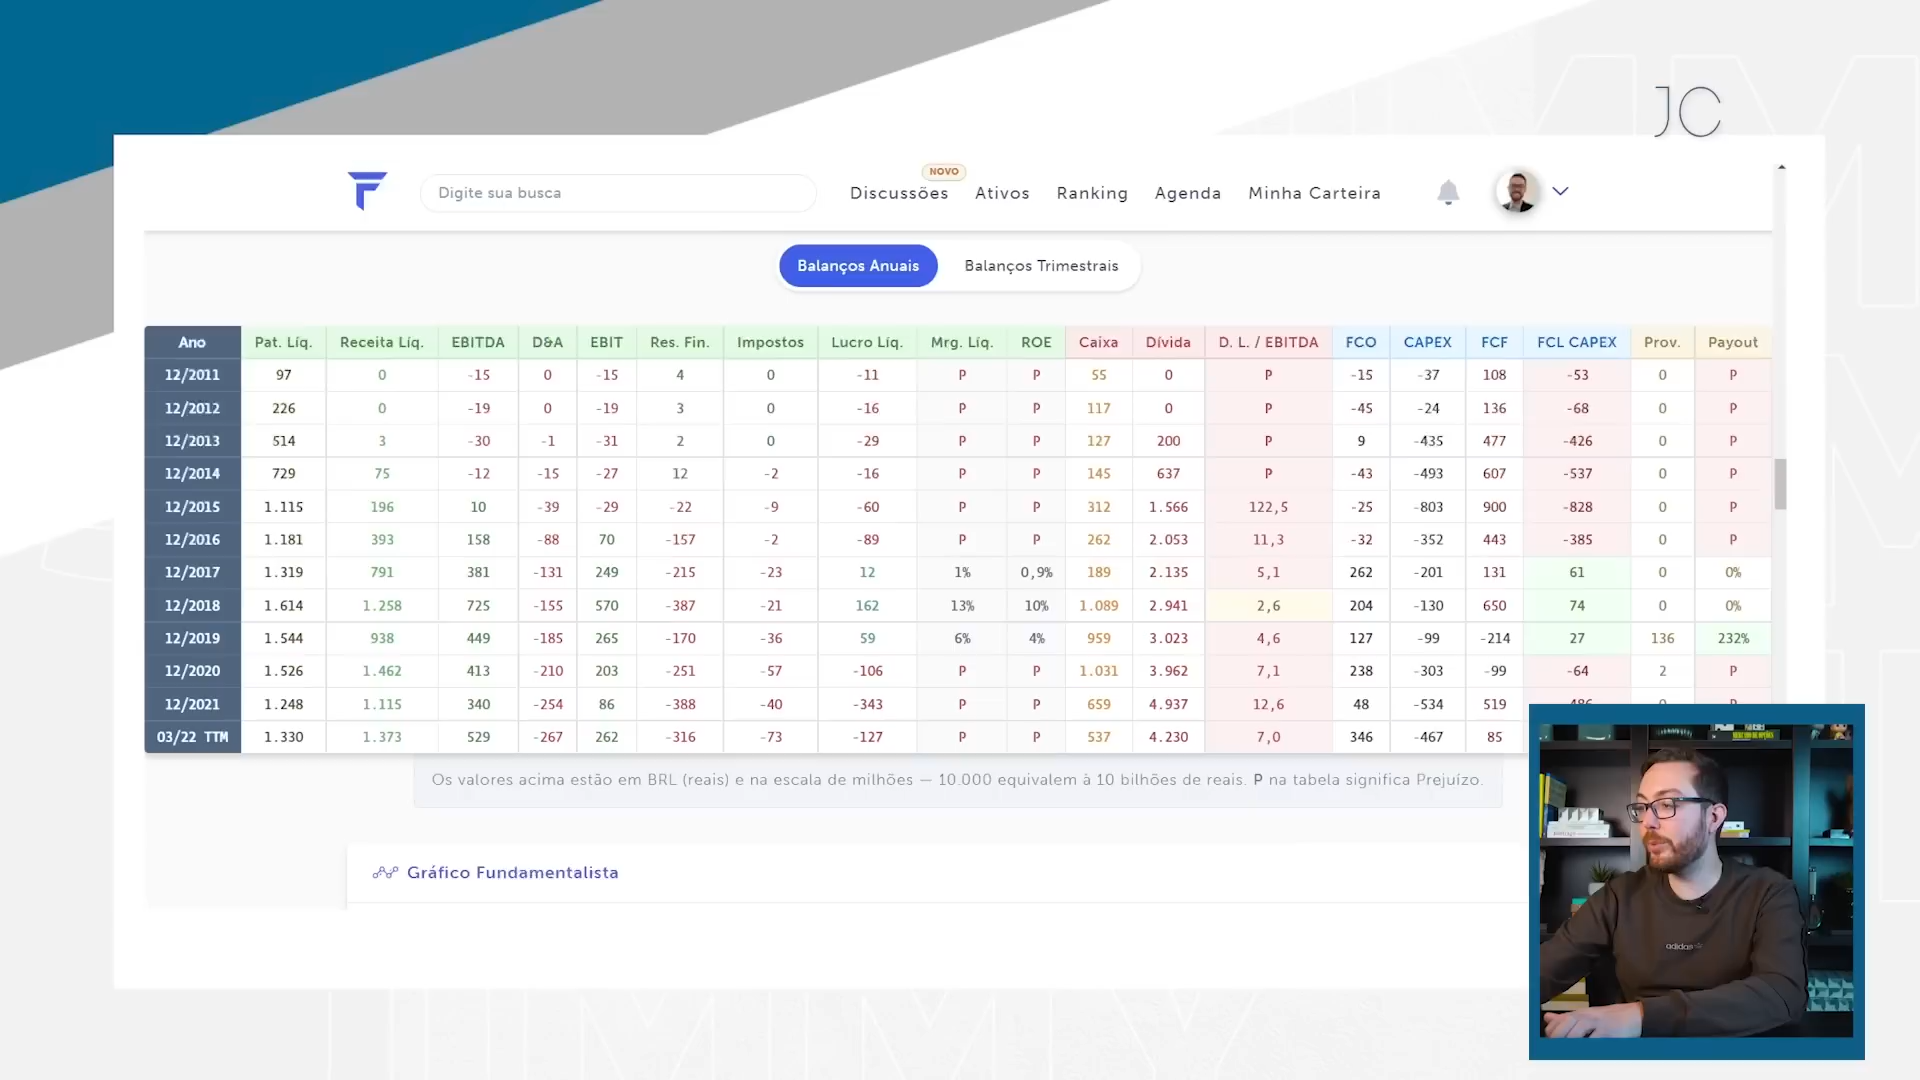 JC
NOVO
Digite sua busca Discussões Ativos Ranking Agenda Minha Carteira
Balanços Anuais Balanços Trimestrais
Ano Pat. Líq. Receita Líq. EBITDA D&A EBIT Res. Fin. Impostos Lucro Líq. Mrg. Líq. ROE Caixa Dívida D. L. / EBITDA FCO CAPEX FCF FCL CAPEX Prov. Payout
12/2011 97 0 -15 0 -15 4 0 -11 P P 55 0 P -15 -37 108 -53 0 P
12/2012 226 0 -19 0 -19 3 0 -16 P P 117 0 P -45 -24 136 -68 0 P
12/2013 514 3 -30 -1 -31 2 0 -29 P P 127 200 P 9 -435 477 -426 0 P
12/2014 729 75 -12 -15 -27 12 -2 -16 P P 145 637 P -43 -493 607 -537 0 P
12/2015 1.115 196 10 -39 -29 -22 -9 -60 P P 312 1.566 122,5 -25 -803 900 -828 0 P
12/2016 1.181 393 158 -88 70 -157 -2 -89 P P 262 2.053 11,3 -32 -352 443 -385 0 P
12/2017 1.319 791 381 -131 249 -215 -23 12 1% 0,9% 189 2.135 5,1 262 -201 131 61 0 0%
12/2018 1.614 1.258 725 -155 570 -387 -21 162 13% 10% 1.089 2.941 2,6 204 -130 650 74 0 0%
12/2019 1.544 938 449 -185 265 -170 -36 59 6% 4% 959 3.023 4,6 127 -99 -214 27 136 232%
12/2020 1.526 1.462 413 -210 203 -251 -57 -106 P P 1.031 3.962 7,1 238 -303 -99 -64 2 P
12/2021 1.248 1.115 340 -254 86 -388 -40 -343 P P 659 4.937 12,6 48 -534 519 -486 0 P
03/22 TTM 1.330 1.373 529 -267 262 -316 -73 -127 P P 537 4.230 7,0 346 -467 85
Os valores acima estão em BRL (reais) e na escala de milhões — 10.000 equivalem à 10 bilhões de reais. P na tabela significa Prejuízo.
Gráfico Fundamentalista
adidas